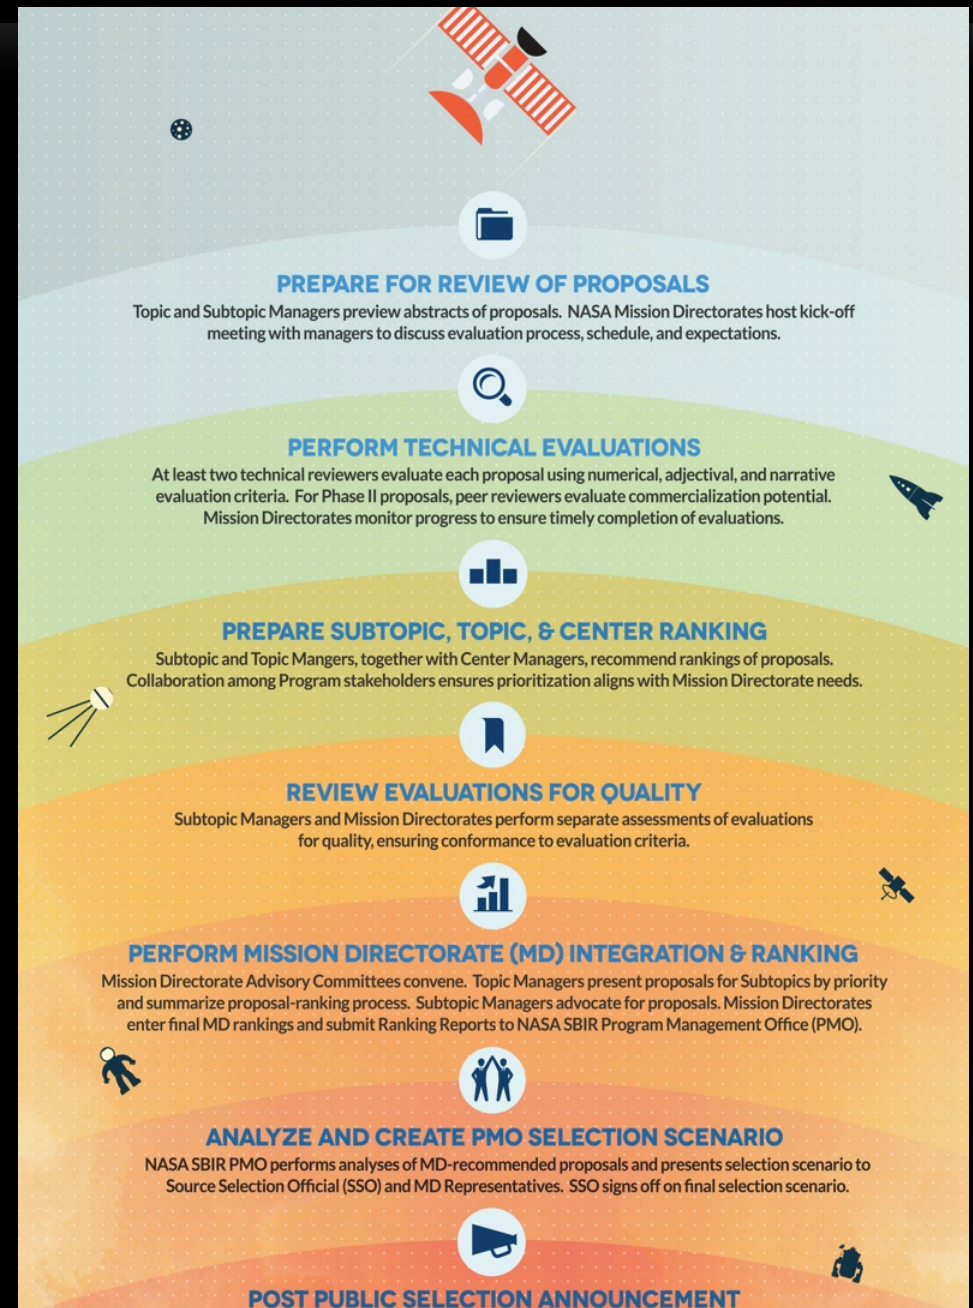 PREPARE FOR REVIEW OF PROPOSALS
Topic and Subtopic Managers preview abstracts of proposals. NASA Mission Directorates host kick-off
meeting with managers to discuss evaluation process, schedule, and expectations.
PERFORM TECHNICAL EVALUATIONS
At least two technical reviewers evaluate each proposal using numerical, adjectival, and narrative
evaluation criteria. For Phase II proposals, peer reviewers evaluate commercialization potential.
Mission Directorates monitor progress to ensure timely completion of evaluations.
PREPARE SUBTOPIC, TOPIC, & CENTER RANKING
Subtopic and Topic Mangers, together with Center Managers, recommend rankings of proposals.
Collaboration among Program stakeholders ensures prioritization aligns with Mission Directorate needs.
REVIEW EVALUATIONS FOR QUALITY
Subtopic Managers and Mission Directorates perform separate assessments of evaluations
for quality, ensuring conformance to evaluation criteria.
PERFORM MISSION DIRECTORATE (MD) INTEGRATION & RANKING
Mission Directorate Advisory Committees convene. Topic Managers present proposals for Subtopics by priority
and summarize proposal-ranking process. Subtopic Managers advocate for proposals. Mission Directorates
enter final MD rankings and submit Ranking Reports to NASA SBIR Program Management Office (PMO).
ANALYZE AND CREATE PMO SELECTION SCENARIO
NASA SBIR PMO performs analyses of MD-recommended proposals and presents selection scenario to
Source Selection Official (SSO) and MD Representatives. SSO signs off on final selection scenario.
POST PUBLIC SELECTION ANNOUNCEMENT